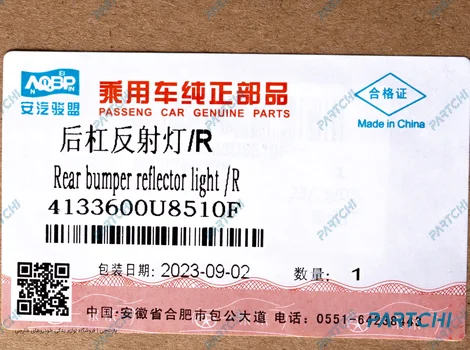 AQBP
安汽骏盟
乘用车纯正部品
PASSENG CAR GENUINE PARTS
合格证
Made in China
后杠反射灯/R
Rear bumper reflector light /R
4133600U8510F
包装日期: 2023-09-02
数量: 1
中国·安徽省合肥市包公大道 电话: 0551-64238443
PARTCHI